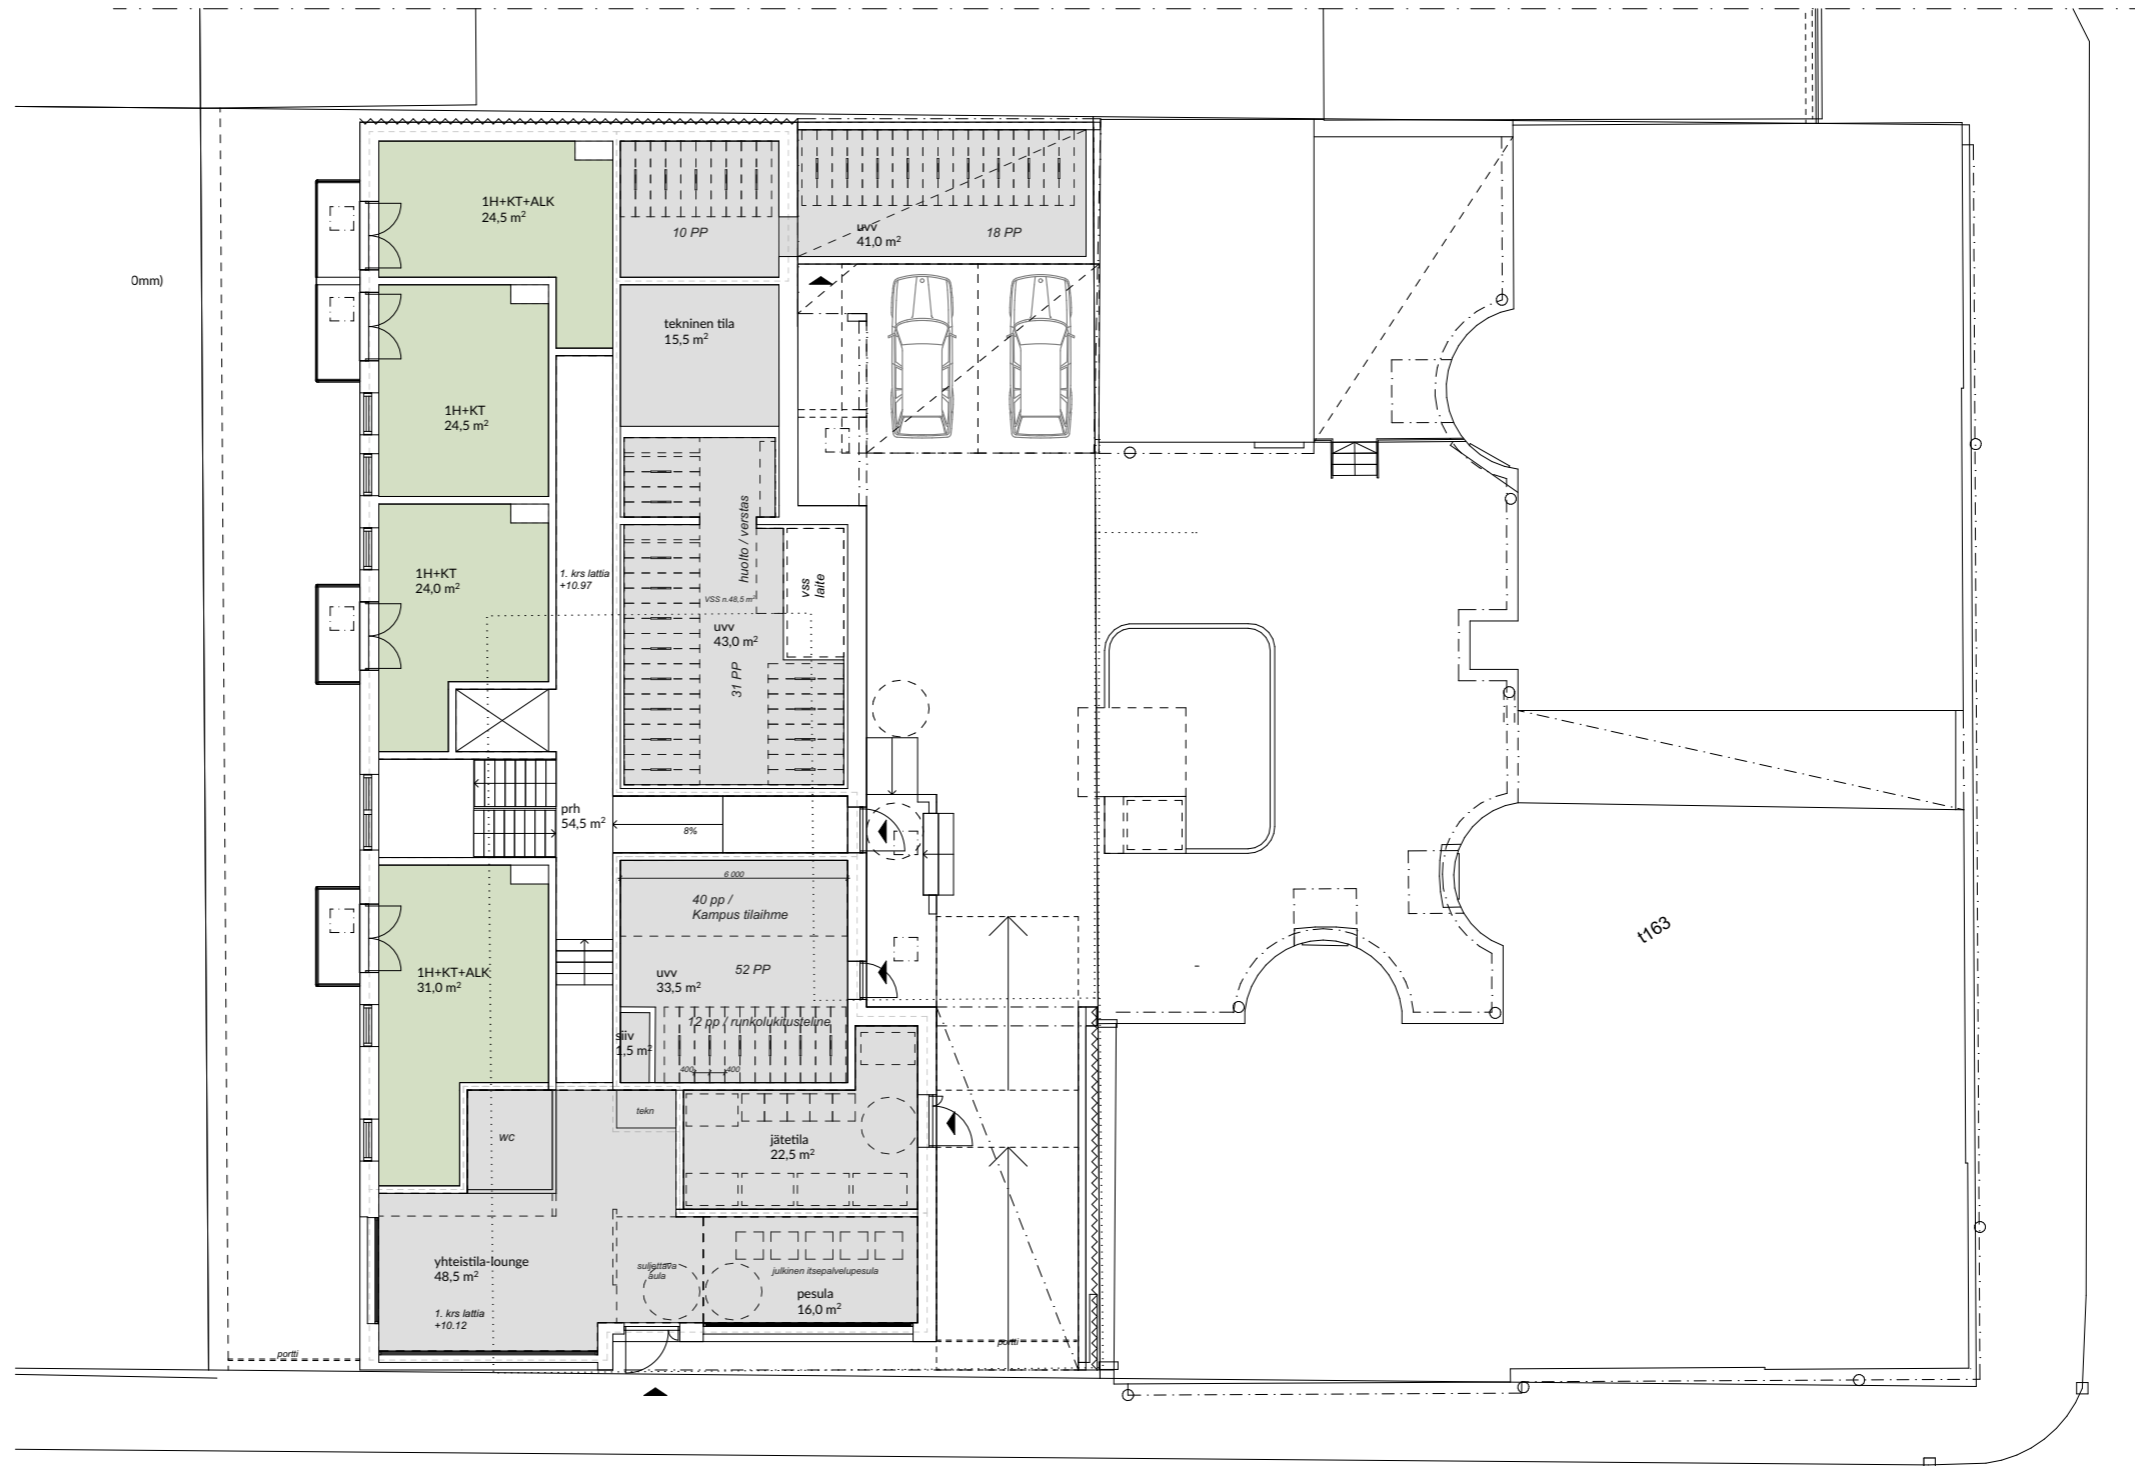 1H+KT+ALK
24,5 m²
10 PP
uvv
41,0 m²
18 PP
0mm)
tekninen tila
15,5 m²
1H+KT
24,5 m²
huolto / verstas
1H+KT
24,0 m²
1. krs lattia
+10.97
vss
laite
VSS n.48,5 m²
uvv
43,0 m²
31 PP
prh
54,5 m²
8%
6 000
40 pp /
Kampus tilaihme
52 PP
uvv
33,5 m²
t163
1H+KT+ALK
31,0 m²
12 pp / runkolukitusteline
siiv
1,5 m²
400
400
tekn
wc
jätetila
22,5 m²
yhteistila-lounge
48,5 m²
suljettava
aula
julkinen itsepalvelupesula
pesula
16,0 m²
1. krs lattia
+10.12
portti
portti